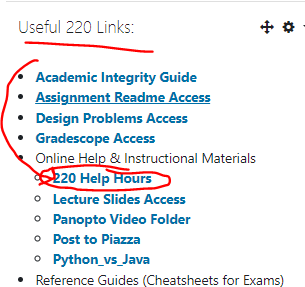 Useful 220 Links:
Academic Integrity Guide
Assignment Readme Access
Design Problems Access
Gradescope Access
Online Help & Instructional Materials
220 Help Hours
Lecture Slides Access
Panopto Video Folder
Post to Piazza
Python_vs_Java
Reference Guides (Cheatsheets for Exams)